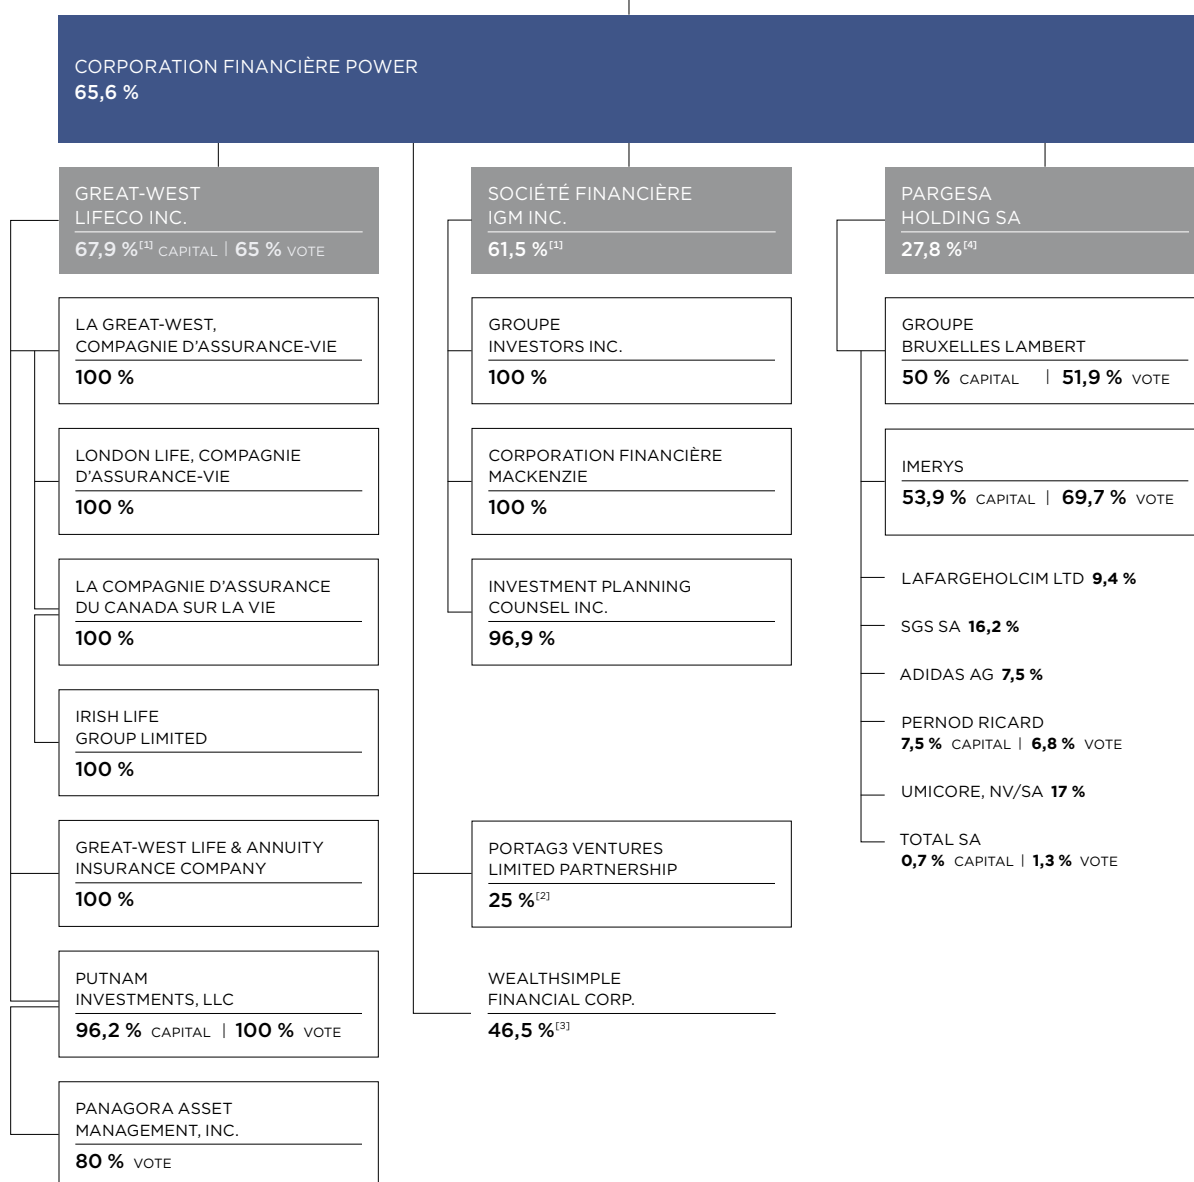 CORPORATION FINANCIÈRE POWER
65,6 %
GREAT-WEST
LIFECO INC.
67,9 %[1] CAPITAL | 65 % VOTE
LA GREAT-WEST,
COMPAGNIE D'ASSURANCE-VIE
100 %
LONDON LIFE, COMPAGNIE
D'ASSURANCE-VIE
100 %
LA COMPAGNIE D'ASSURANCE
DU CANADA SUR LA VIE
100 %
IRISH LIFE
GROUP LIMITED
100 %
GREAT-WEST LIFE & ANNUITY
INSURANCE COMPANY
100 %
PUTNAM
INVESTMENTS, LLC
96,2 % CAPITAL | 100 % VOTE
PANAGORA ASSET
MANAGEMENT, INC.
80 % VOTE
SOCIÉTÉ FINANCIÈRE
IGM INC.
61,5 %[1]
GROUPE
INVESTORS INC.
100 %
CORPORATION FINANCIÈRE
MACKENZIE
100 %
INVESTMENT PLANNING
COUNSEL INC.
96,9 %
PORTAG3 VENTURES
LIMITED PARTNERSHIP
25 %[2]
WEALTHSIMPLE
FINANCIAL CORP.
46,5 %[3]
PARGESA
HOLDING SA
27,8 %[4]
GROUPE
BRUXELLES LAMBERT
50 % CAPITAL | 51,9 % VOTE
IMERYS
53,9 % CAPITAL | 69,7 % VOTE
LAFARGEHOLCIM LTD 9,4 %
SGS SA 16,2 %
ADIDAS AG 7,5 %
PERNOD RICARD
7,5 % CAPITAL | 6,8 % VOTE
UMICORE, NV/SA 17 %
TOTAL SA
0,7 % CAPITAL | 1,3 % VOTE